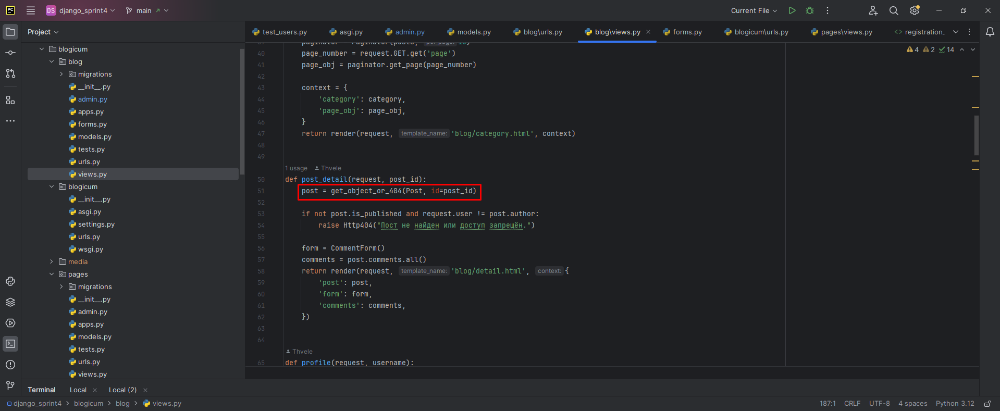 PC DS django_sprint4 main Current File
Project
test_users.py asgi.py admin.py models.py blog\urls.py blog\views.py forms.py blogicum\urls.py pages\views.py registration_
4 2 14
blogicum
blog
migrations
__init__.py
admin.py
apps.py
forms.py
models.py
tests.py
urls.py
views.py
blogicum
__init__.py
asgi.py
settings.py
urls.py
wsgi.py
media
pages
migrations
__init__.py
admin.py
apps.py
models.py
tests.py
urls.py
views.py
40 page_number = request.GET.get('page')
41 page_obj = paginator.get_page(page_number)
42
43 context = {
44 'category': category,
45 'page_obj': page_obj,
46 }
47 return render(request, template_name: 'blog/category.html', context)
48
49
1 usage Thvele
50 def post_detail(request, post_id):
51 post = get_object_or_404(Post, id=post_id)
52
53 if not post.is_published and request.user != post.author:
54 raise Http404("Пост не найден или доступ запрещён.")
55
56 form = CommentForm()
57 comments = post.comments.all()
58 return render(request, template_name: 'blog/detail.html', context: {
59 'post': post,
60 'form': form,
61 'comments': comments,
62 })
63
64
Thvele
65 def profile(request, username):
Terminal Local Local (2)
django_sprint4 blogicum blog views.py 187:1 CRLF UTF-8 4 spaces Python 3.12